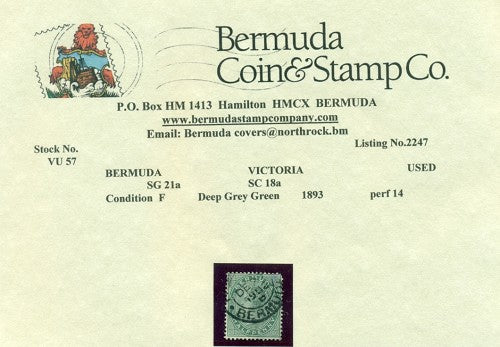 Bermuda
Coin&Stamp Co.
P.O. Box HM 1413 Hamilton HMCX BERMUDA
www.bermudastampcompany.com
Email: Bermuda covers@northrock.bm
Stock No. Listing No.2247
VU 57
BERMUDA VICTORIA USED
SG 21a SC 18a
Condition F Deep Grey Green 1893 perf 14
BERMUD